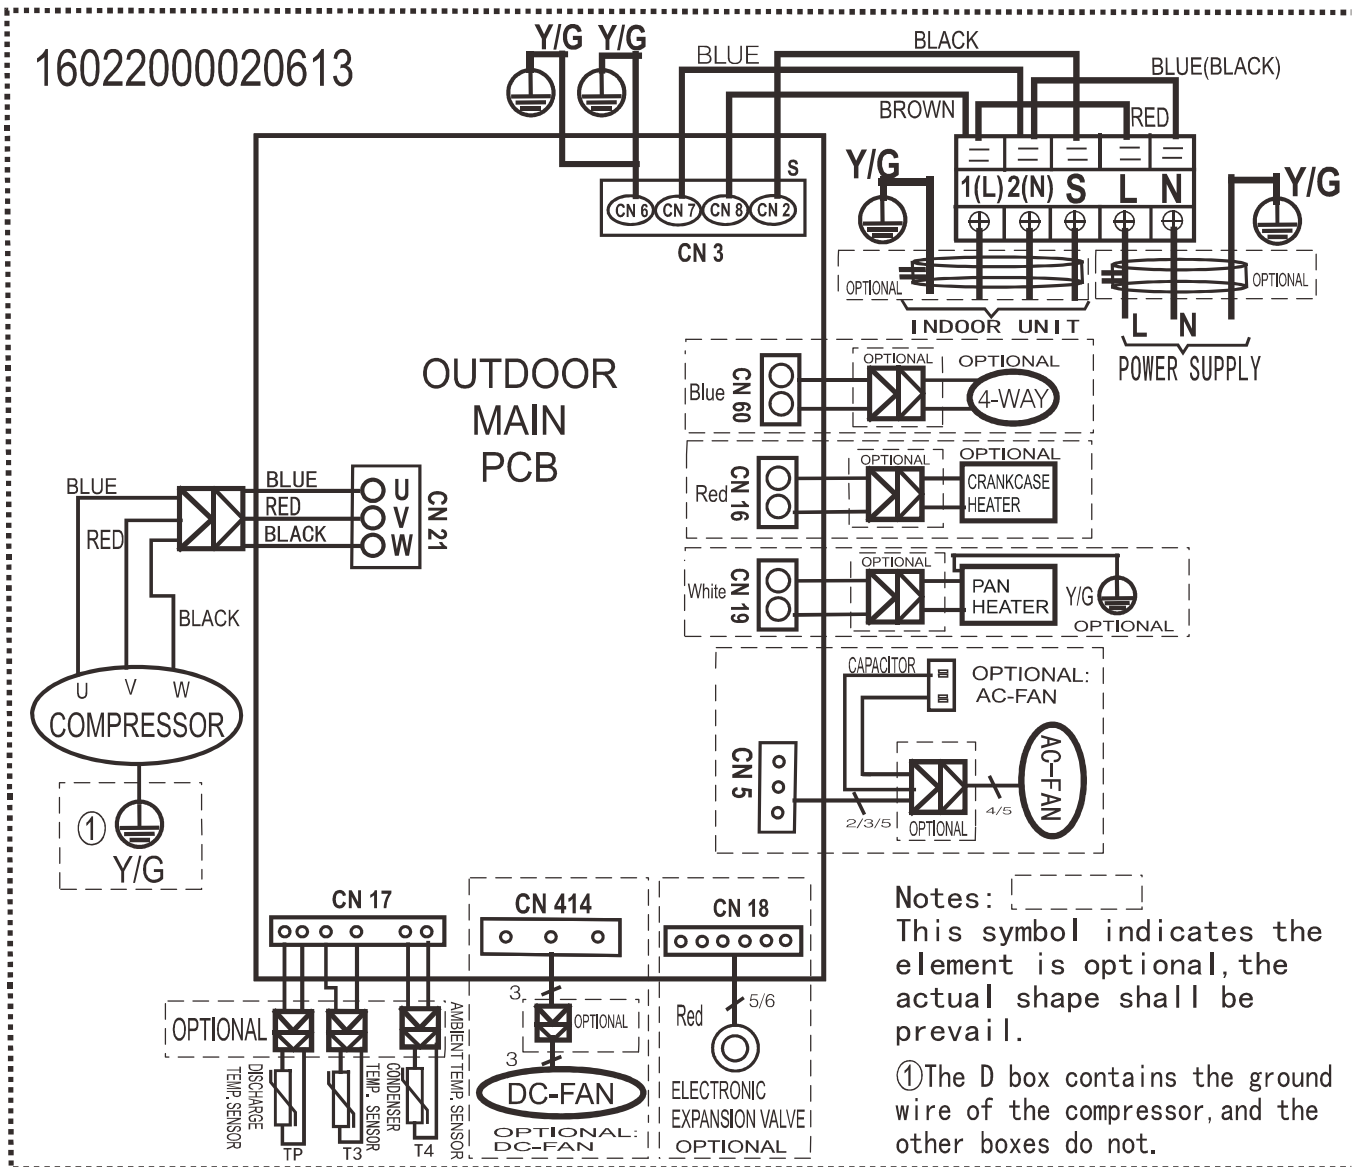 16022000020613
Y/G
Y/G
BLUE
BLACK
BLUE(BLACK)
BROWN
RED
Y/G
1(L) 2(N) S L N
Y/G
S
CN 6 CN 7 CN 8 CN 2
CN 3
OPTIONAL
OPTIONAL
INDOOR UNIT
L N
POWER SUPPLY
OUTDOOR
MAIN
PCB
Blue
CN 60
OPTIONAL
OPTIONAL
4-WAY
Red
CN 16
OPTIONAL
OPTIONAL
CRANKCASE
HEATER
White
CN 19
OPTIONAL
PAN
HEATER
Y/G
OPTIONAL
BLUE
RED
BLACK
BLUE
RED
BLACK
U
V
W
CN 21
U V W
COMPRESSOR
①
Y/G
CAPACITOR
OPTIONAL:
AC-FAN
CN 5
2/3/5
OPTIONAL
4/5
AC-FAN
CN 17
OPTIONAL
DISCHARGE
TEMP. SENSOR
TP
CONDENSER
TEMP. SENSOR
T3
AMBIENT TEMP. SENSOR
T4
CN 414
3
OPTIONAL
3
DC-FAN
OPTIONAL:
DC-FAN
CN 18
Red
5/6
ELECTRONIC
EXPANSION VALVE
OPTIONAL
Notes:
This symbol indicates the
element is optional,the
actual shape shall be
prevail.
①The D box contains the ground
wire of the compressor,and the
other boxes do not.